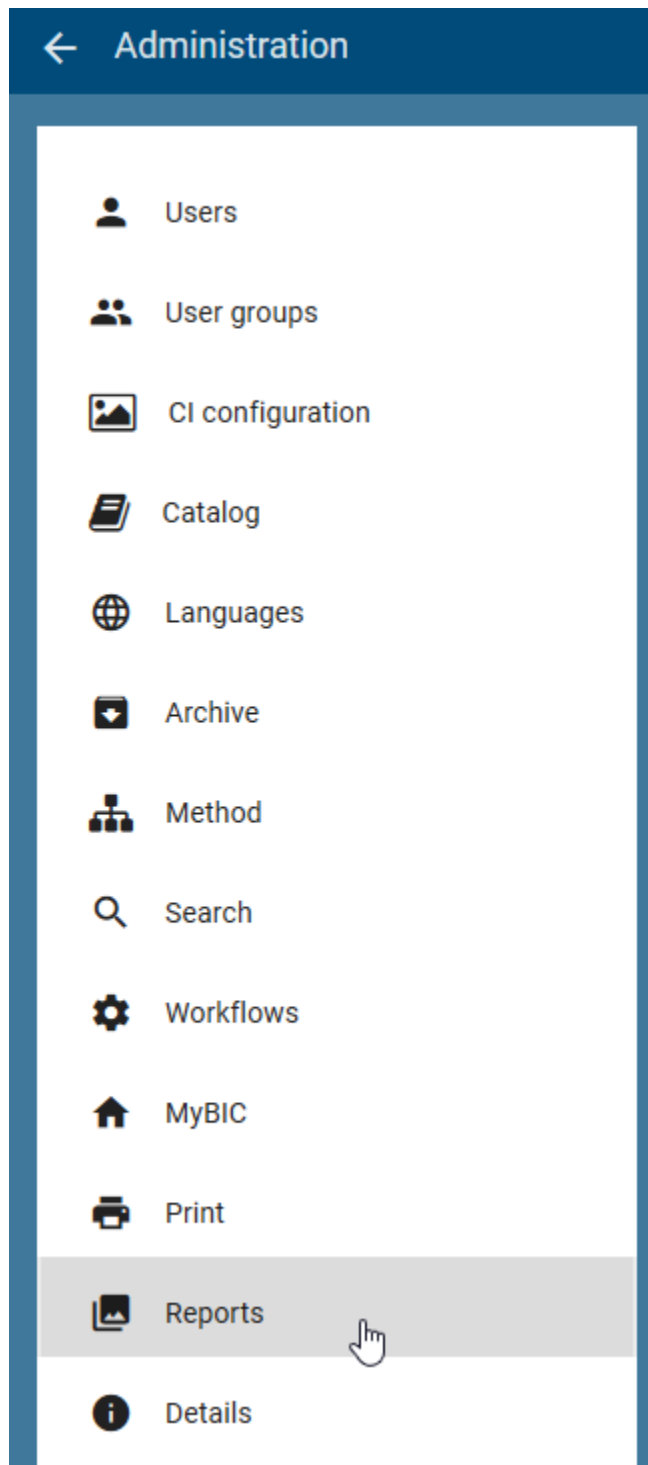 Administration
Users
User groups
CI configuration
Catalog
Languages
Archive
Method
Search
Workflows
MyBIC
Print
Reports
Details